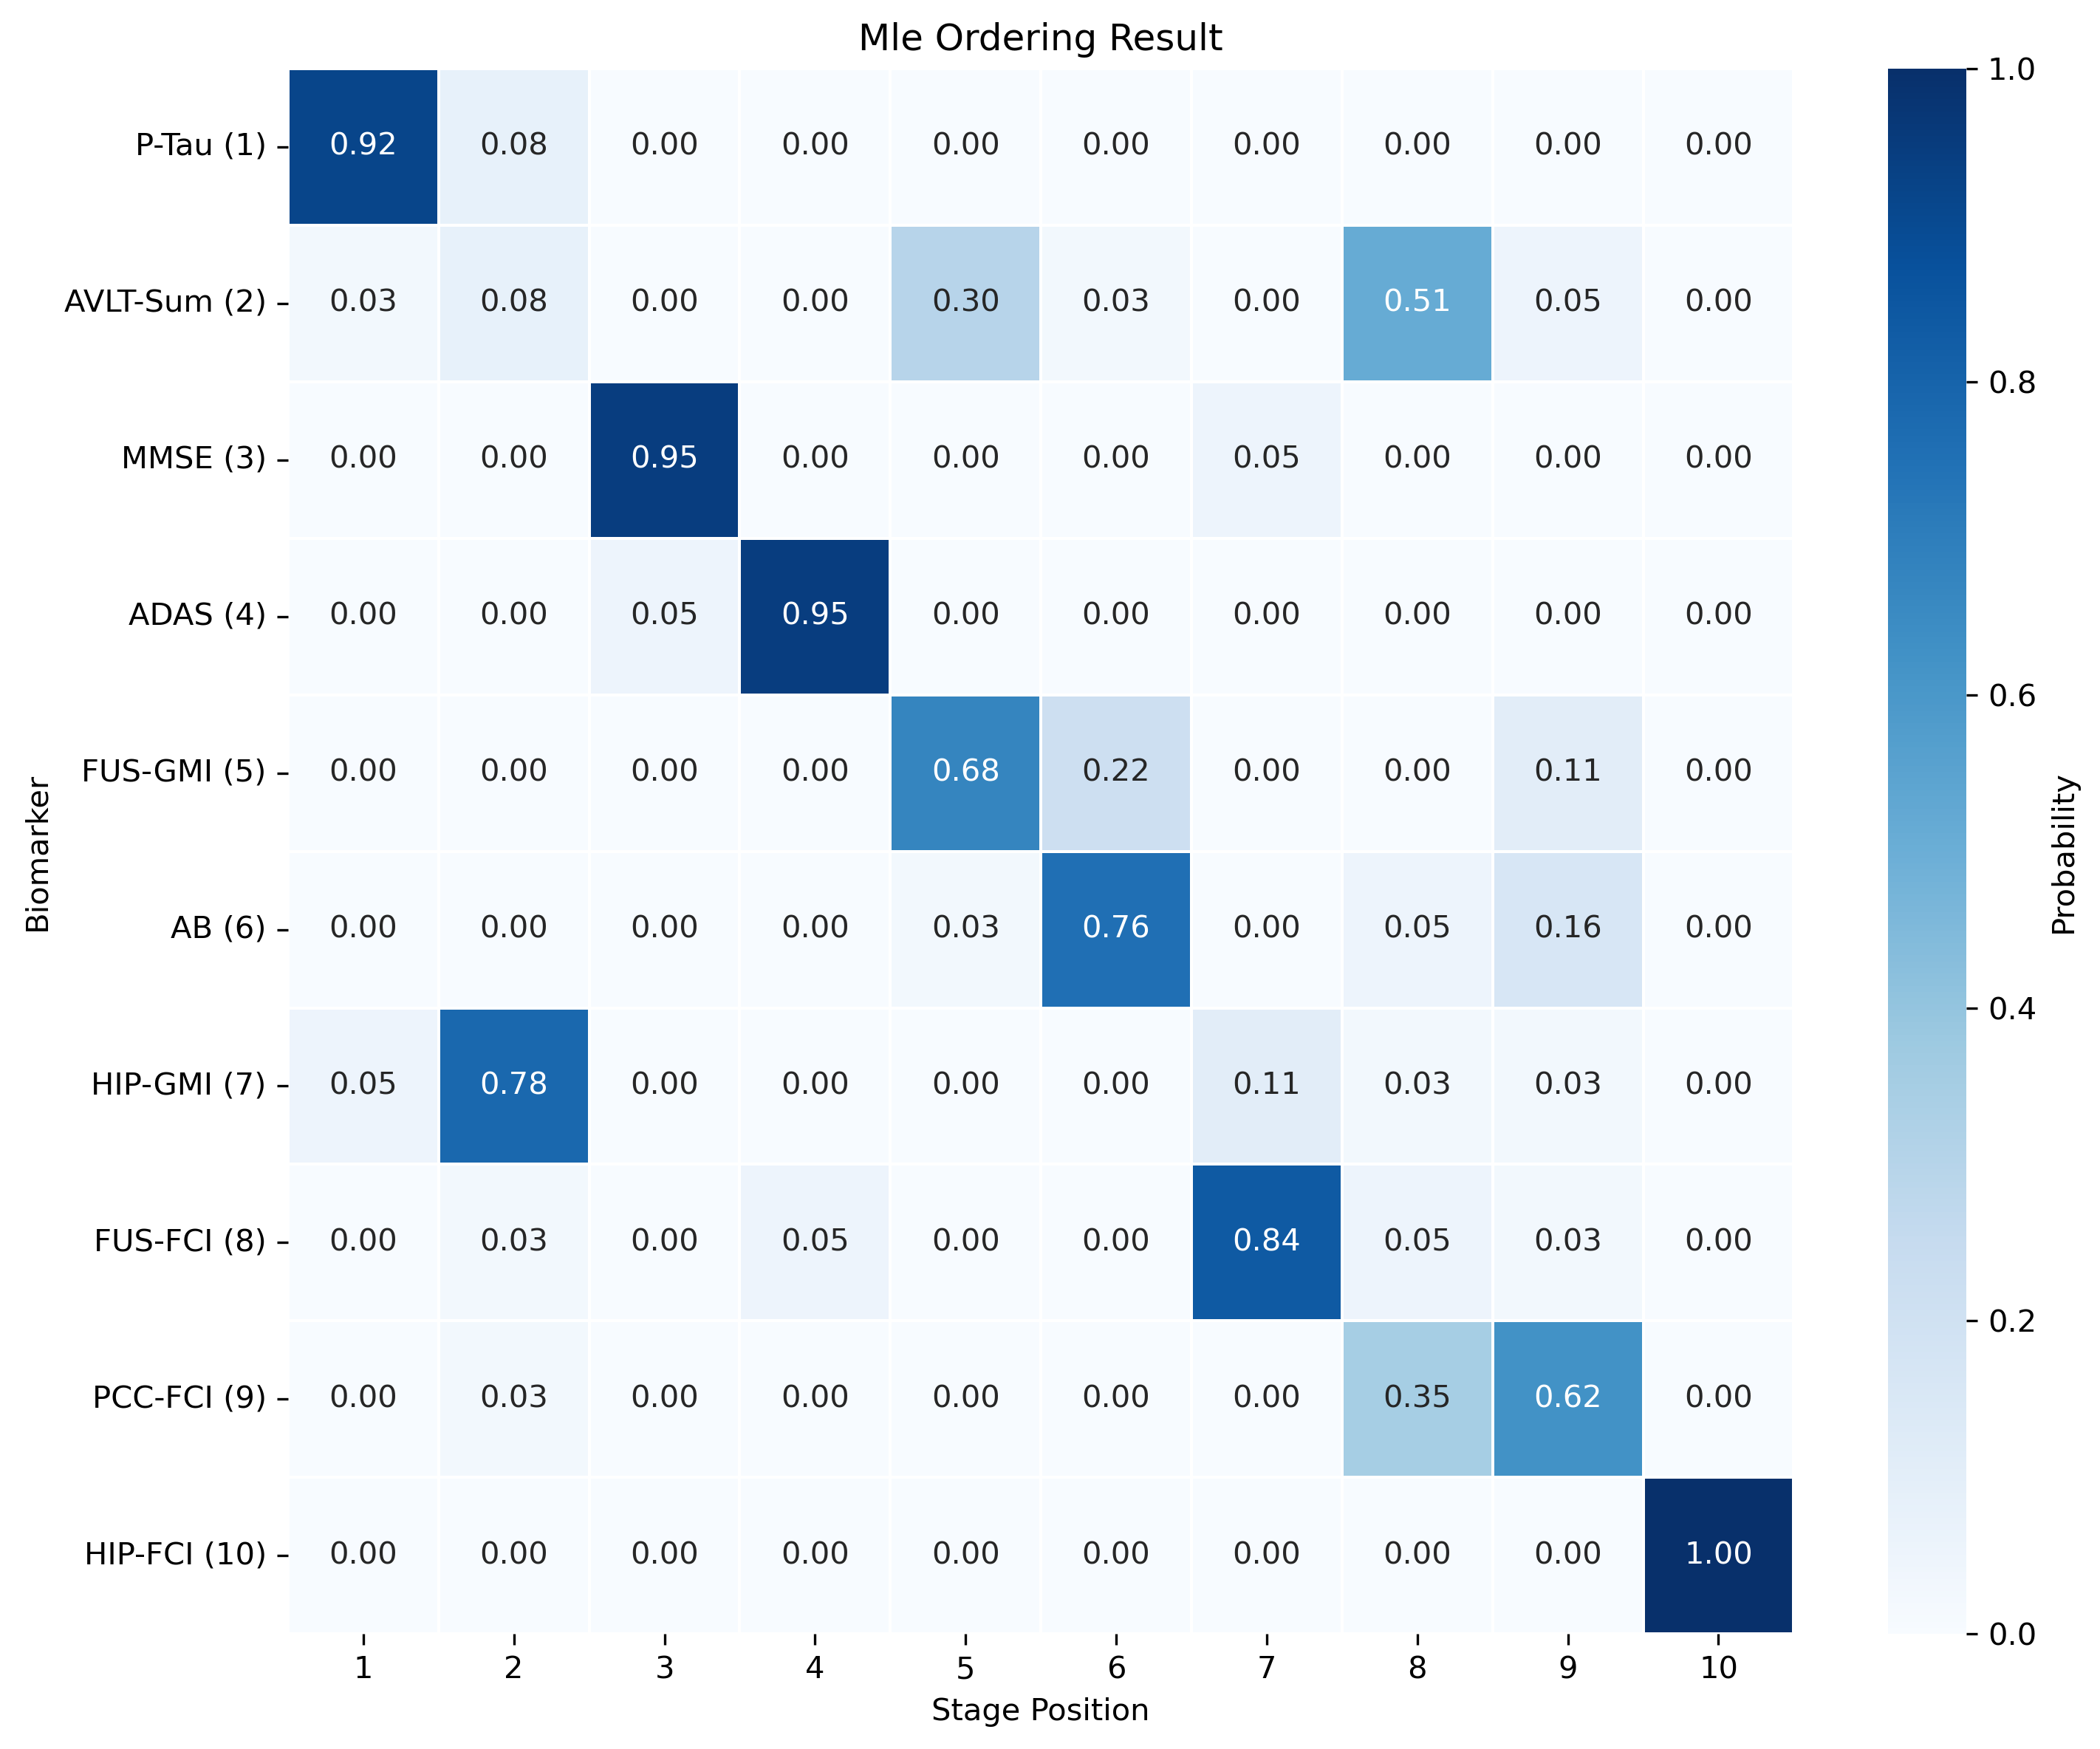 Mle Ordering Result
P-Tau (1) 0.92 0.08 0.00 0.00 0.00 0.00 0.00 0.00 0.00 0.00
AVLT-Sum (2) 0.03 0.08 0.00 0.00 0.30 0.03 0.00 0.51 0.05 0.00
MMSE (3) 0.00 0.00 0.95 0.00 0.00 0.00 0.05 0.00 0.00 0.00
ADAS (4) 0.00 0.00 0.05 0.95 0.00 0.00 0.00 0.00 0.00 0.00
FUS-GMI (5) 0.00 0.00 0.00 0.00 0.68 0.22 0.00 0.00 0.11 0.00
AB (6) 0.00 0.00 0.00 0.00 0.03 0.76 0.00 0.05 0.16 0.00
HIP-GMI (7) 0.05 0.78 0.00 0.00 0.00 0.00 0.11 0.03 0.03 0.00
FUS-FCI (8) 0.00 0.03 0.00 0.05 0.00 0.00 0.84 0.05 0.03 0.00
PCC-FCI (9) 0.00 0.03 0.00 0.00 0.00 0.00 0.00 0.35 0.62 0.00
HIP-FCI (10) 0.00 0.00 0.00 0.00 0.00 0.00 0.00 0.00 0.00 1.00
1 2 3 4 5 6 7 8 9 10
Stage Position
Biomarker
1.0
0.8
0.6
0.4
0.2
0.0
Probability